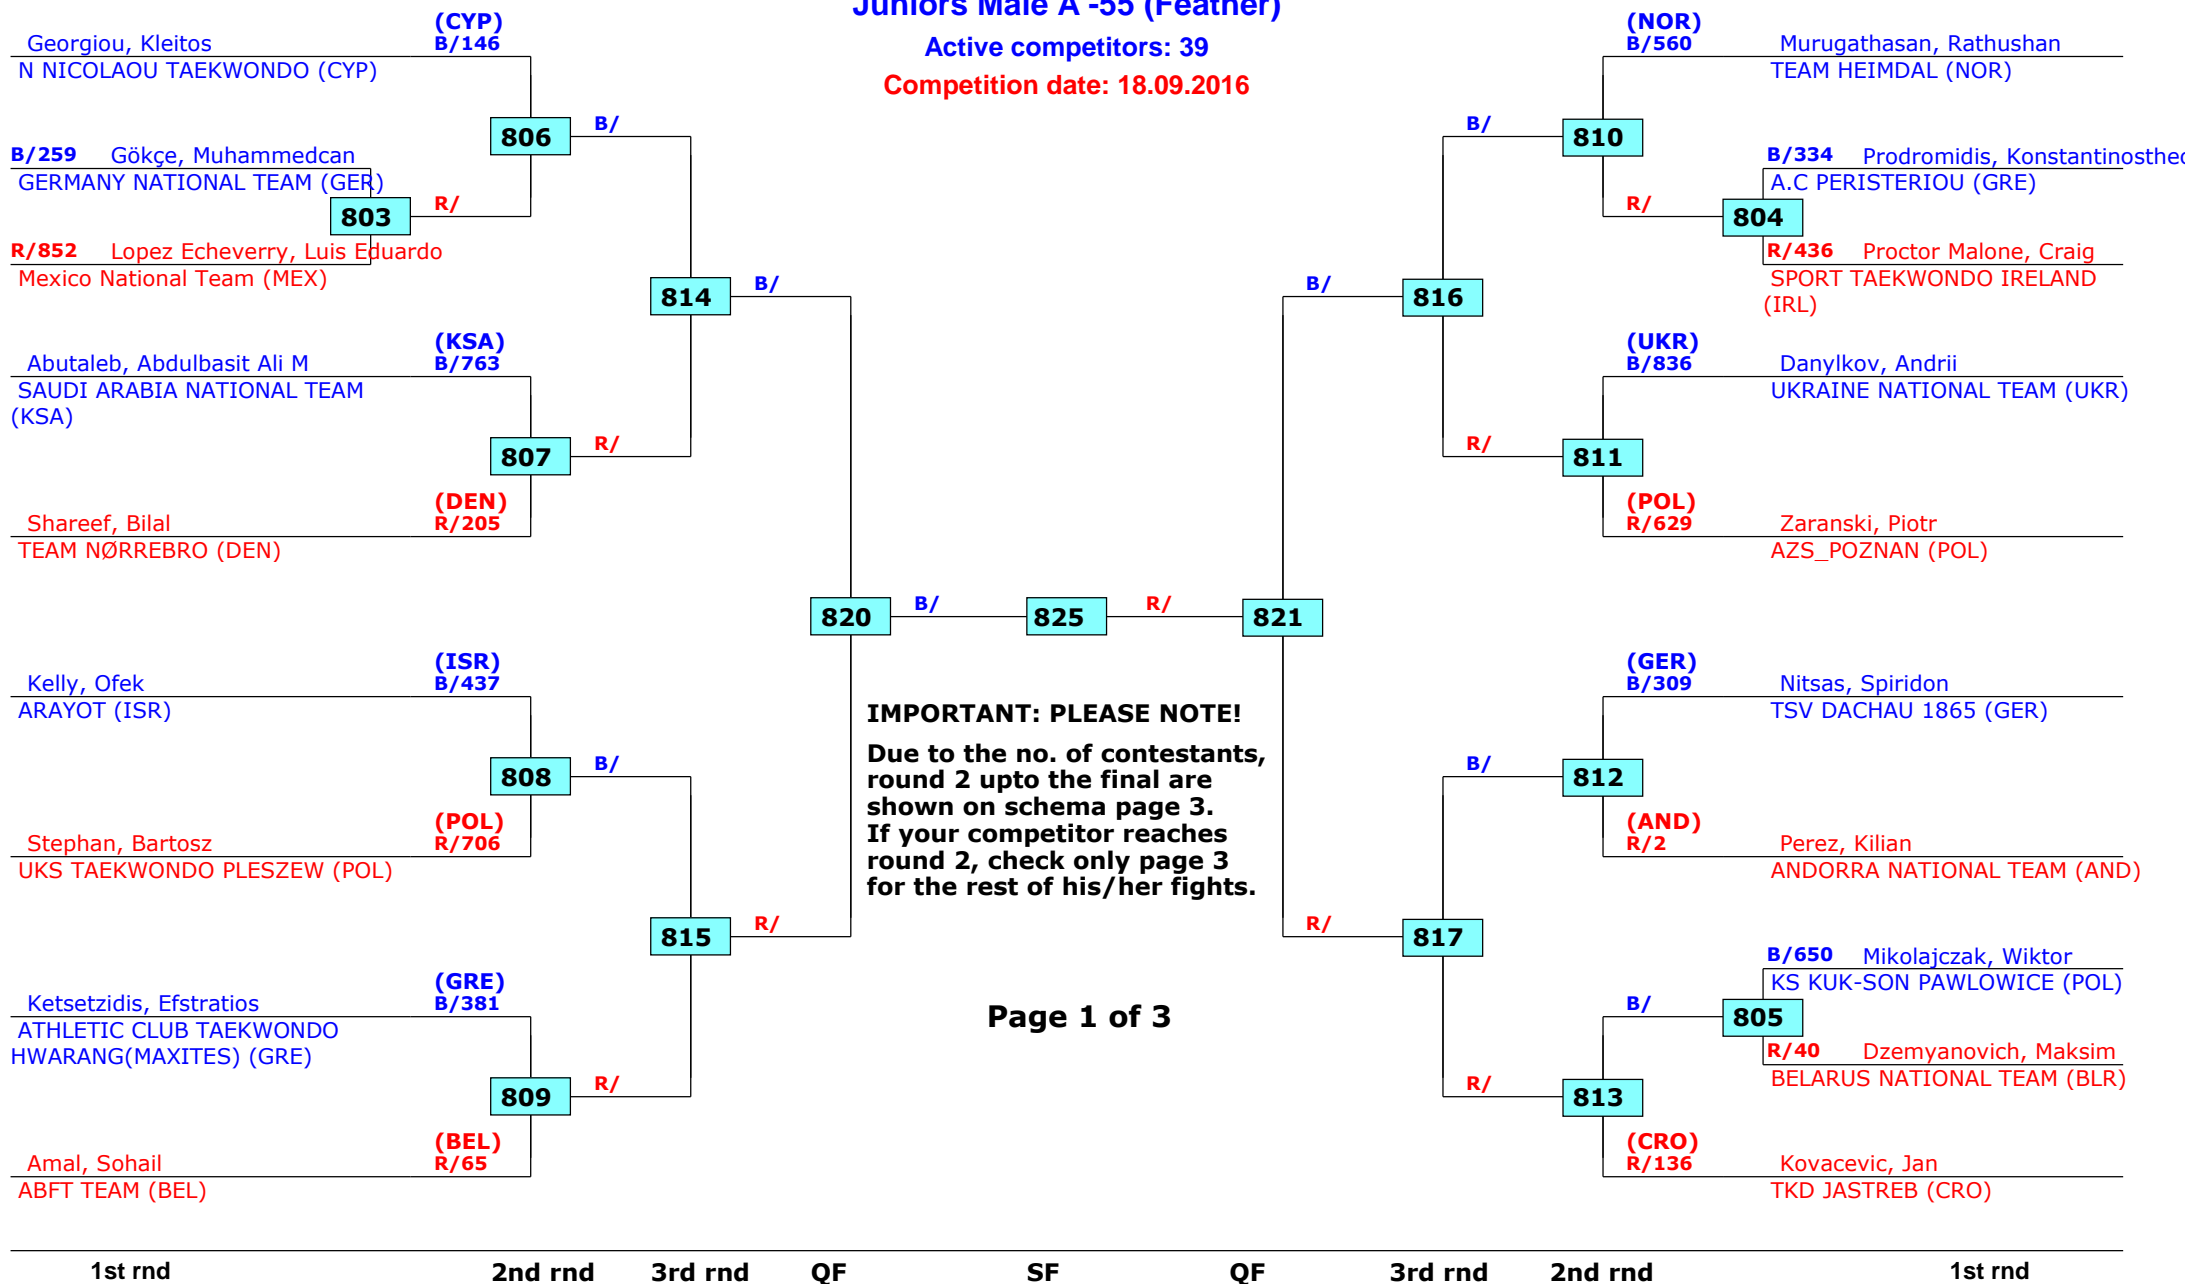 Juniors Male A -55 (Feather)
Active competitors: 39
Competition date: 18.09.2016
(CYP)
Georgiou, Kleitos B/146
N NICOLAOU TAEKWONDO (CYP)
806
B/
B/259 Gökçe, Muhammedcan
GERMANY NATIONAL TEAM (GER)
803
R/
R/852 Lopez Echeverry, Luis Eduardo
Mexico National Team (MEX)
814
B/
(KSA)
Abutaleb, Abdulbasit Ali M B/763
SAUDI ARABIA NATIONAL TEAM
(KSA)
807
R/
(DEN)
Shareef, Bilal R/205
TEAM NØRREBRO (DEN)
820
B/
825
R/
821
(ISR)
Kelly, Ofek B/437
ARAYOT (ISR)
808
B/
(POL)
Stephan, Bartosz R/706
UKS TAEKWONDO PLESZEW (POL)
815
R/
(GRE)
Ketsetzidis, Efstratios B/381
ATHLETIC CLUB TAEKWONDO
HWARANG(MAXITES) (GRE)
809
R/
(BEL)
Amal, Sohail R/65
ABFT TEAM (BEL)
IMPORTANT: PLEASE NOTE!
Due to the no. of contestants,
round 2 upto the final are
shown on schema page 3.
If your competitor reaches
round 2, check only page 3
for the rest of his/her fights.
Page 1 of 3
(NOR)
B/560 Murugathasan, Rathushan
TEAM HEIMDAL (NOR)
B/
810
B/334 Prodromidis, Konstantinosthe
A.C PERISTERIOU (GRE)
R/
804
R/436 Proctor Malone, Craig
SPORT TAEKWONDO IRELAND
(IRL)
B/
816
(UKR)
B/836 Danylkov, Andrii
UKRAINE NATIONAL TEAM (UKR)
R/
811
(POL)
R/629 Zaranski, Piotr
AZS_POZNAN (POL)
(GER)
B/309 Nitsas, Spiridon
TSV DACHAU 1865 (GER)
B/
812
(AND)
R/2 Perez, Kilian
ANDORRA NATIONAL TEAM (AND)
R/
817
B/650 Mikolajczak, Wiktor
KS KUK-SON PAWLOWICE (POL)
B/
805
R/40 Dzemyanovich, Maksim
BELARUS NATIONAL TEAM (BLR)
R/
813
(CRO)
R/136 Kovacevic, Jan
TKD JASTREB (CRO)
1st rnd 2nd rnd 3rd rnd QF SF QF 3rd rnd 2nd rnd 1st rnd